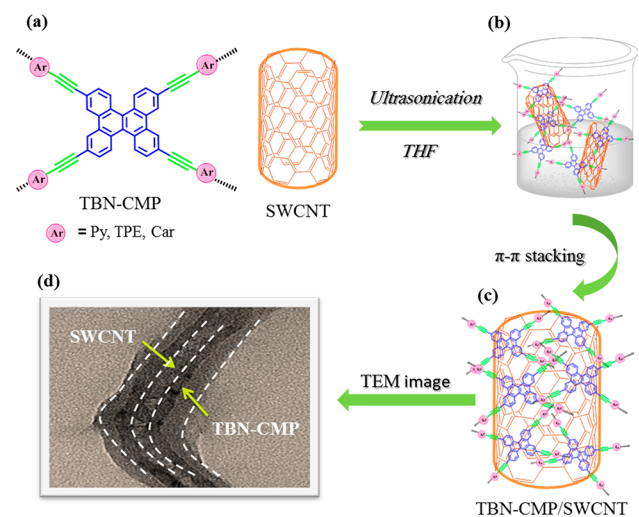 (a)
Ar
Ar
Ar
Ar
TBN-CMP
Ar = Py, TPE, Car
SWCNT
Ultrasonication
THF
(b)
π-π stacking
(c)
TBN-CMP/SWCNT
TEM image
(d)
SWCNT
TBN-CMP